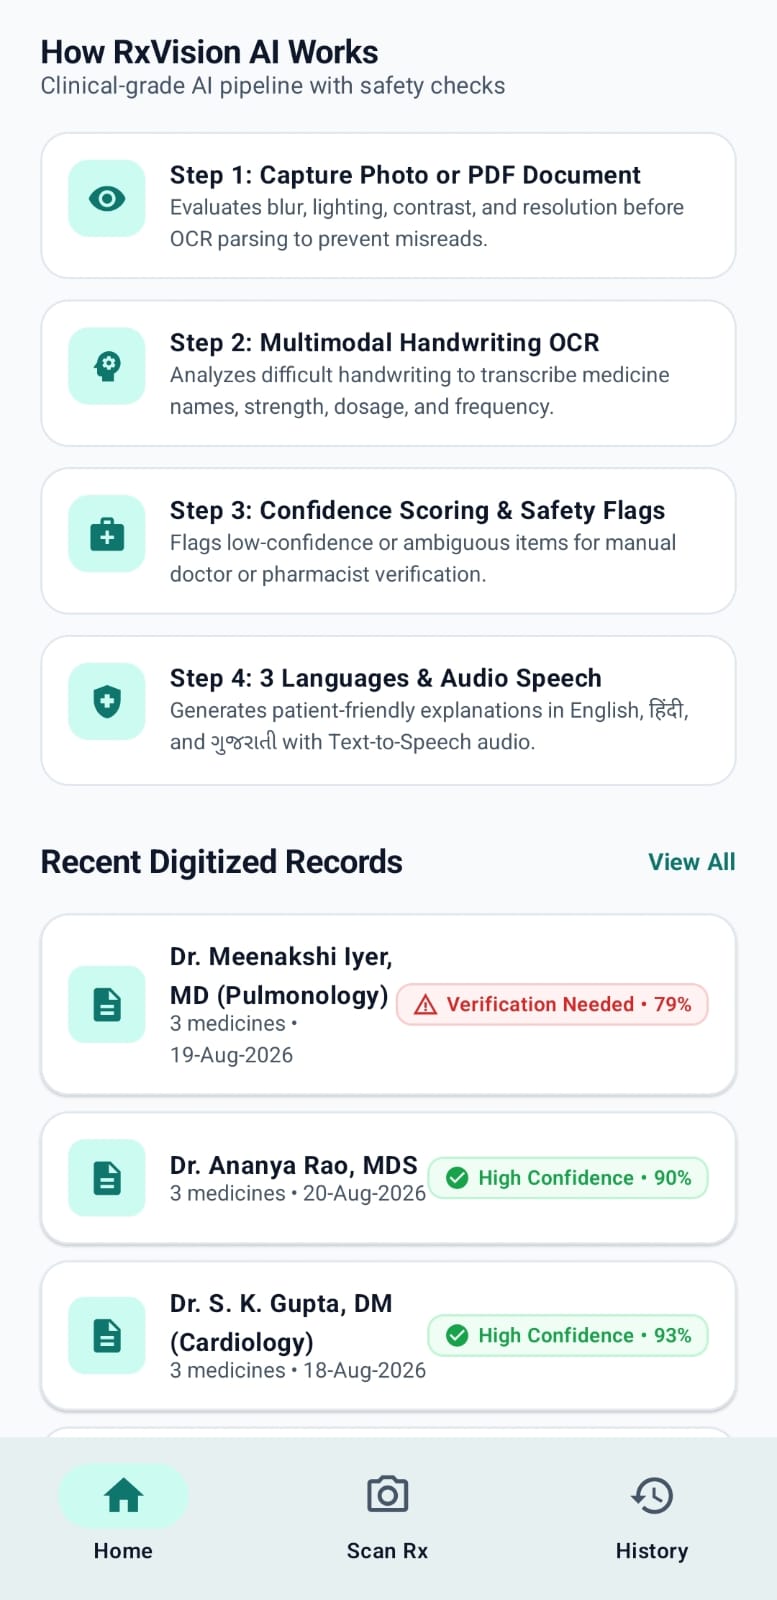 How RxVision AI Works
Clinical-grade AI pipeline with safety checks
Step 1: Capture Photo or PDF Document
Evaluates blur, lighting, contrast, and resolution before
OCR parsing to prevent misreads.
Step 2: Multimodal Handwriting OCR
Analyzes difficult handwriting to transcribe medicine
names, strength, dosage, and frequency.
Step 3: Confidence Scoring & Safety Flags
Flags low-confidence or ambiguous items for manual
doctor or pharmacist verification.
Step 4: 3 Languages & Audio Speech
Generates patient-friendly explanations in English, हिंदी,
and ગુજરાતી with Text-to-Speech audio.
Recent Digitized Records
View All
Dr. Meenakshi Iyer,
MD (Pulmonology)
3 medicines •
19-Aug-2026
Verification Needed • 79%
Dr. Ananya Rao, MDS
3 medicines • 20-Aug-2026
High Confidence • 90%
Dr. S. K. Gupta, DM
(Cardiology)
3 medicines • 18-Aug-2026
High Confidence • 93%
Home
Scan Rx
History